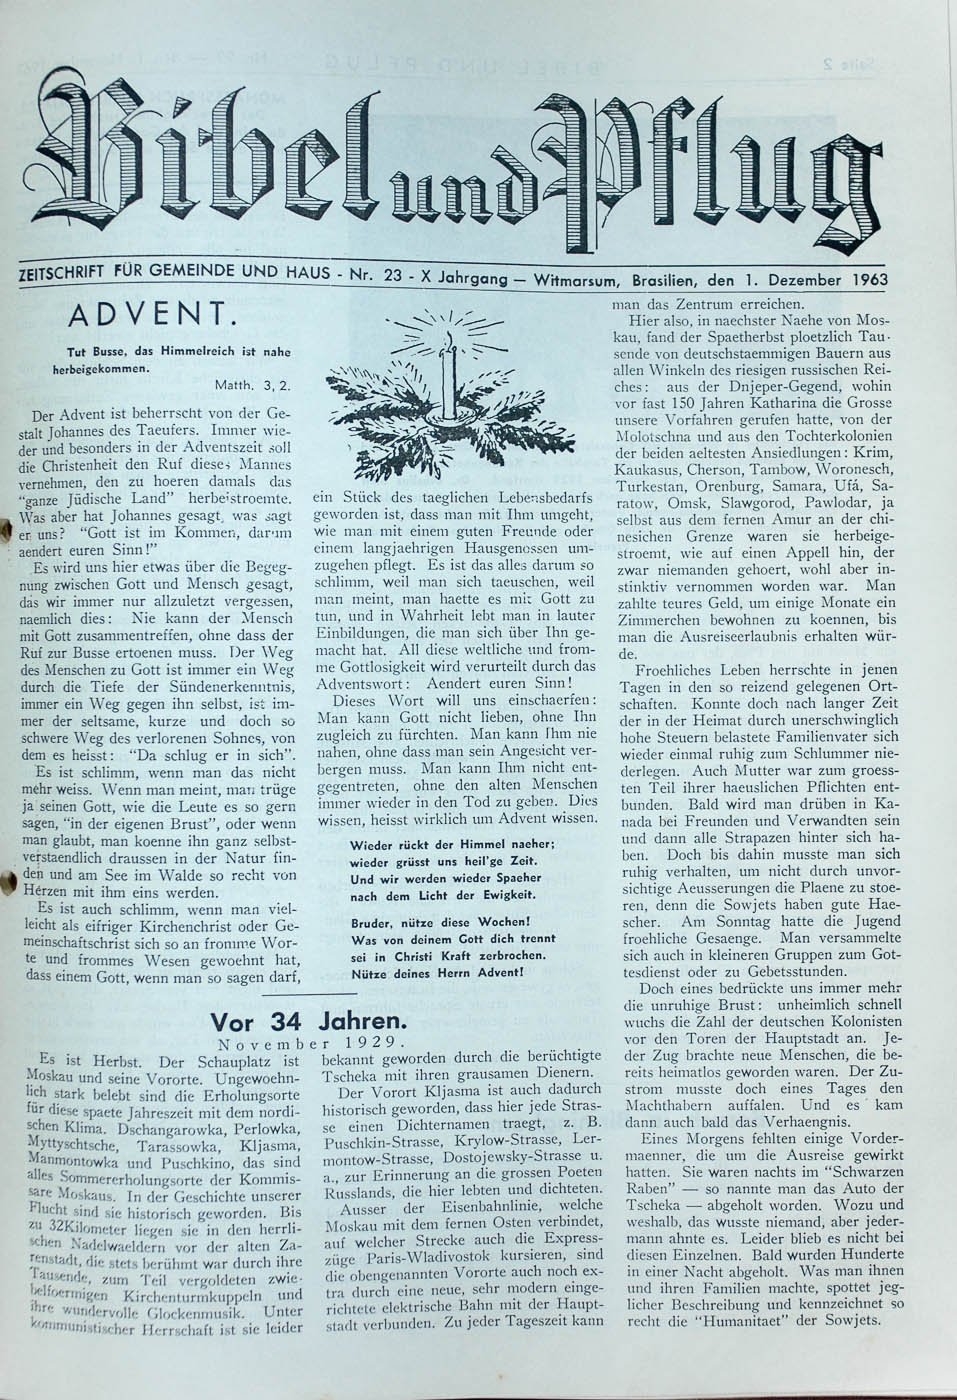 Bibel und Pflug
ZEITSCHRIFT FÜR GEMEINDE UND HAUS - Nr. 23 - X Jahrgang — Witmarsum, Brasilien, den 1. Dezember 1963
ADVENT.
Tut Busse, das Himmelreich ist nahe
herbeigekommen.
Matth. 3, 2.
Der Advent ist beherrscht von der Ge-
stalt Johannes des Taeufers. Immer wie-
der und besonders in der Adventszeit soll
die Christenheit den Ruf dieses Mannes
vernehmen, den zu hoeren damals das
"ganze Jüdische Land" herbeistroemte.
Was aber hat Johannes gesagt, was sagt
er uns? "Gott ist im Kommen, darum
aendert euren Sinn!"
Es wird uns hier etwas über die Begeg-
nung zwischen Gott und Mensch gesagt,
das wir immer nur allzuletzt vergessen,
naemlich dies: Nie kann der Mensch
mit Gott zusammentreffen, ohne dass der
Ruf zur Busse ertoenen muss. Der Weg
des Menschen zu Gott ist immer ein Weg
durch die Tiefe der Sündenerkenntnis,
immer ein Weg gegen ihn selbst, ist im-
mer der seltsame, kurze und doch so
schwere Weg des verlorenen Sohnes, von
dem es heisst: "Da schlug er in sich".
Es ist schlimm, wenn man das nicht
mehr weiss. Wenn man meint, man trüge
ja seinen Gott, wie die Leute es so gern
sagen, "in der eigenen Brust", oder wenn
man glaubt, man koenne ihn ganz selbst-
verstaendlich draussen in der Natur fin-
den und am See im Walde so recht von
Herzen mit ihm eins werden.
Es ist auch schlimm, wenn man viel-
leicht als eifriger Kirchenchrist oder Ge-
meinschaftschrist sich so an fromme Wor-
te und frommes Wesen gewoehnt hat,
dass einem Gott, wenn man so sagen darf,
ein Stück des taeglichen Lebensbedarfs
geworden ist, dass man mit Ihm umgeht,
wie man mit einem guten Freunde oder
einem langjaehrigen Hausgenossen um-
zugehen pflegt. Es ist das alles darum so
schlimm, weil man sich taeuschen, weil
man meint, man haette es mit Gott zu
tun, und in Wahrheit lebt man in lauter
Einbildungen, die man sich über Ihn ge-
macht hat. All diese weltliche und from-
me Gottlosigkeit wird verurteilt durch das
Adventswort: Aendert euren Sinn!
Dieses Wort will uns einschaerfen:
Man kann Gott nicht lieben, ohne Ihn
zugleich zu fürchten. Man kann Ihm nie
nahen, ohne dass man sein Angesicht ver-
bergen muss. Man kann Ihm nicht ent-
gegentreten, ohne den alten Menschen
immer wieder in den Tod zu geben. Dies
wissen, heisst wirklich um Advent wissen.
Wieder rückt der Himmel naeher;
wieder grüsst uns heil'ge Zeit.
Und wir werden wieder Spaeher
nach dem Licht der Ewigkeit.
Bruder, nütze diese Wochen!
Was von deinem Gott dich trennt
sei in Christi Kraft zerbrochen.
Nütze deines Herrn Advent!
Vor 34 Jahren.
November 1929.
Es ist Herbst. Der Schauplatz ist
Moskau und seine Vororte. Ungewoehn-
lich stark belebt sind die Erholungsorte
für diese spaete Jahreszeit mit dem nordi-
schen Klima. Dschangarowka, Perlowka,
Myttyschtsche, Tarassowka, Kljasma,
Manmontowka und Puschkino, das sind
alles Sommererholungsorte der Kommis-
sare Moskaus. In der Geschichte unserer
Flucht sind sie historisch geworden. Bis
zu 32Kilometer liegen sie in den herrli-
schen Nadelwaeldern vor der alten Za-
renstadt, die stets berühmt war durch ihre
Tausende, zum Teil vergoldeten zwie-
belfoermigen Kirchenturmkuppeln und
ihre wundervolle Glockenmusik. Unter
kommunistischer Herrschaft ist sie leider
bekannt geworden durch die berüchtigte
Tscheka mit ihren grausamen Dienern.
Der Vorort Kljasma ist auch dadurch
historisch geworden, dass hier jede Stras-
se einen Dichternamen traegt, z. B.
Puschkin-Strasse, Krylow-Strasse, Ler-
montow-Strasse, Dostojewsky-Strasse u.
a., zur Erinnerung an die grossen Poeten
Russlands, die hier lebten und dichteten.
Ausser der Eisenbahnlinie, welche
Moskau mit dem fernen Osten verbindet,
auf welcher Strecke auch die Express-
züge Paris-Wladivostok kursieren, sind
die obengenannten Vororte auch noch ex-
tra durch eine neue, sehr modern einge-
richtete elektrische Bahn mit der Haupt-
stadt verbunden. Zu jeder Tageszeit kann
man das Zentrum erreichen.
Hier also, in naechster Naehe von Mos-
kau, fand der Spaetherbst ploetzlich Tau-
sende von deutschstaemmigen Bauern aus
allen Winkeln des riesigen russischen Rei-
ches: aus der Dnjeper-Gegend, wohin
vor fast 150 Jahren Katharina die Grosse
unsere Vorfahren gerufen hatte, von der
Molotschna und aus den Tochterkolonien
der beiden aeltesten Ansiedlungen: Krim,
Kaukasus, Cherson, Tambow, Woronesch,
Turkestan, Orenburg, Samara, Ufá, Sa-
ratow, Omsk, Slawgorod, Pawlodar, ja
selbst aus dem fernen Amur an der chi-
nesichen Grenze waren sie herbeige-
stroemt, wie auf einen Appell hin, der
zwar niemanden gehoert, wohl aber in-
stinktiv vernommen worden war. Man
zahlte teures Geld, um einige Monate ein
Zimmerchen bewohnen zu koennen, bis
man die Ausreiseerlaubnis erhalten wür-
de.
Froehliches Leben herrschte in jenen
Tagen in den so reizend gelegenen Ort-
schaften. Konnte doch nach langer Zeit
der in der Heimat durch unerschwinglich
hohe Steuern belastete Familienvater sich
wieder einmal ruhig zum Schlummer nie-
derlegen. Auch Mutter war zum groess-
ten Teil ihrer haeuslichen Pflichten ent-
bunden. Bald wird man drüben in Ka-
nada bei Freunden und Verwandten sein
und dann alle Strapazen hinter sich ha-
ben. Doch bis dahin musste man sich
ruhig verhalten, um nicht durch unvor-
sichtige Aeusserungen die Plaene zu stoe-
ren, denn die Sowjets haben gute Hae-
scher. Am Sonntag hatte die Jugend
froehliche Gesaenge. Man versammelte
sich auch in kleineren Gruppen zum Got-
tesdienst oder zu Gebetsstunden.
Doch eines bedrückte uns immer mehr
die unruhige Brust: unheimlich schnell
wuchs die Zahl der deutschen Kolonisten
vor den Toren der Hauptstadt an. Je-
der Zug brachte neue Menschen, die be-
reits heimatlos geworden waren. Der Zu-
strom musste doch eines Tages den
Machthabern auffallen. Und es kam
dann auch bald das Verhaengnis.
Eines Morgens fehlten einige Vorder-
maenner, die um die Ausreise gewirkt
hatten. Sie waren nachts im "Schwarzen
Raben" — so nannte man das Auto der
Tscheka — abgeholt worden. Wozu und
weshalb, das wusste niemand, aber jeder-
mann ahnte es. Leider blieb es nicht bei
diesen Einzelnen. Bald wurden Hunderte
in einer Nacht abgeholt. Was man ihnen
und ihren Familien machte, spottet jeg-
licher Beschreibung und kennzeichnet so
recht die "Humanitaet" der Sowjets.